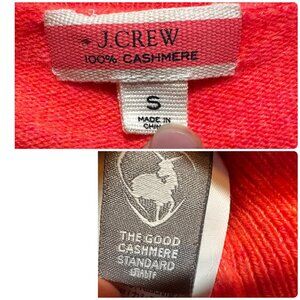 J.CREW
100% CASHMERE
S
MADE IN
CHINA
THE GOOD
CASHMERE
STANDARD